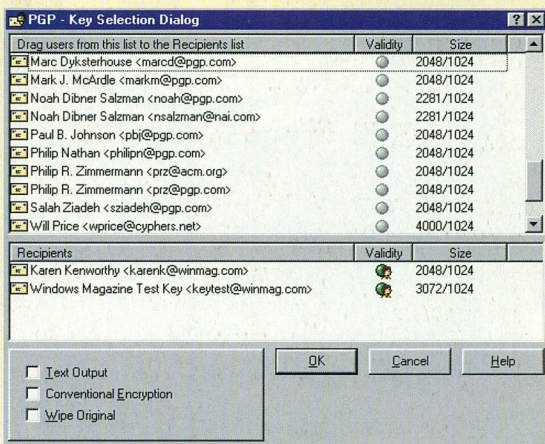 PGP - Key Selection Dialog
Drag users from this list to the Recipients list Validity Size
Marc Dyksterhouse <marcd@pgp.com> 2048/1024
Mark J. McArdle <markm@pgp.com> 2048/1024
Noah Dibner Salzman <noah@pgp.com> 2281/1024
Noah Dibner Salzman <nsalzman@nai.com> 2281/1024
Paul B. Johnson <pbj@pgp.com> 2048/1024
Philip Nathan <philipn@pgp.com> 2048/1024
Philip R. Zimmermann <prz@acm.org> 2048/1024
Philip R. Zimmermann <prz@pgp.com> 2048/1024
Salah Ziadeh <sziadeh@pgp.com> 2048/1024
Will Price <wprice@cyphers.net> 4000/1024
Recipients Validity Size
Karen Kenworthy <karenk@winmag.com> 2048/1024
Windows Magazine Test Key <keytest@winmag.com> 3072/1024
OK Cancel Help
Text Output
Conventional Encryption
Wipe Original